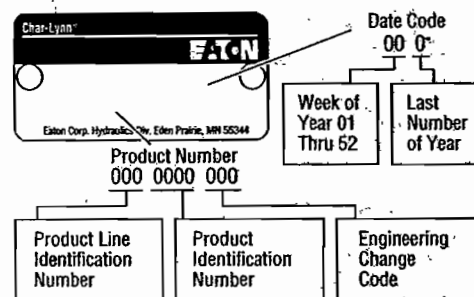 Char-Lynn
EATON
Eaton Corp. Hydraulics Div. Eden Prairie, MN 55344
Date Code
00 0
Week of
Year 01
Thru 52
Last
Number
of Year
Product Number
000 0000 000
Product Line
Identification
Number
Product
Identification
Number
Engineering
Change
Code